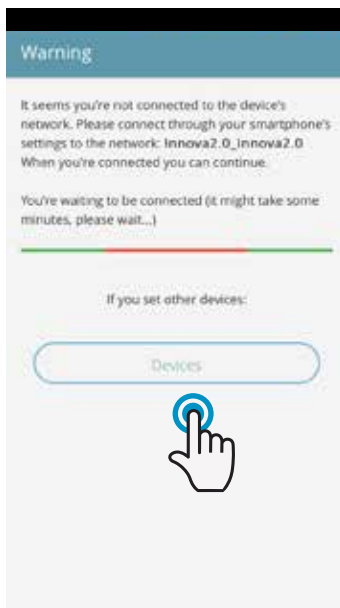 Warning
It seems you're not connected to the device's
network. Please connect through your smartphone's
settings to the network: Innova2.0_Innova2.0
When you're connected you can continue.
You're waiting to be connected (it might take some
minutes, please wait...)
If you set other devices:
Devices